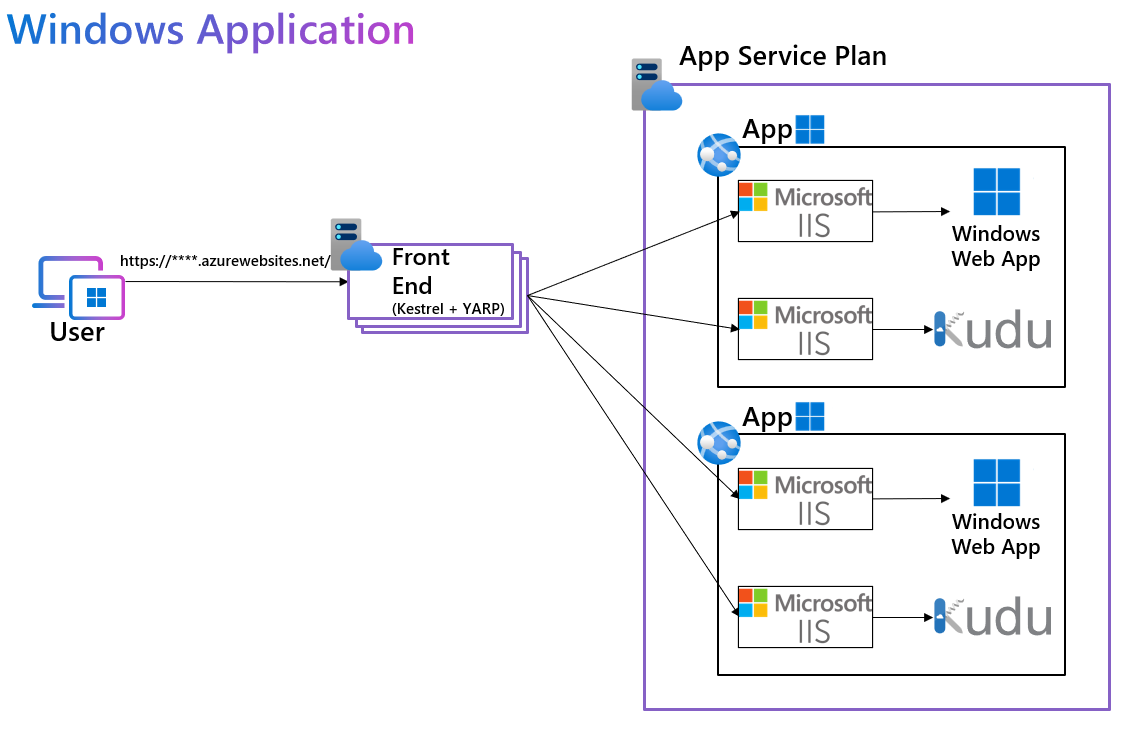 Windows Application
App Service Plan
App
Microsoft
IIS
Windows
Web App
Microsoft
IIS
Kudu
https://****.azurewebsites.net/
Front
End
(Kestrel + YARP)
User
App
Microsoft
IIS
Windows
Web App
Microsoft
IIS
Kudu